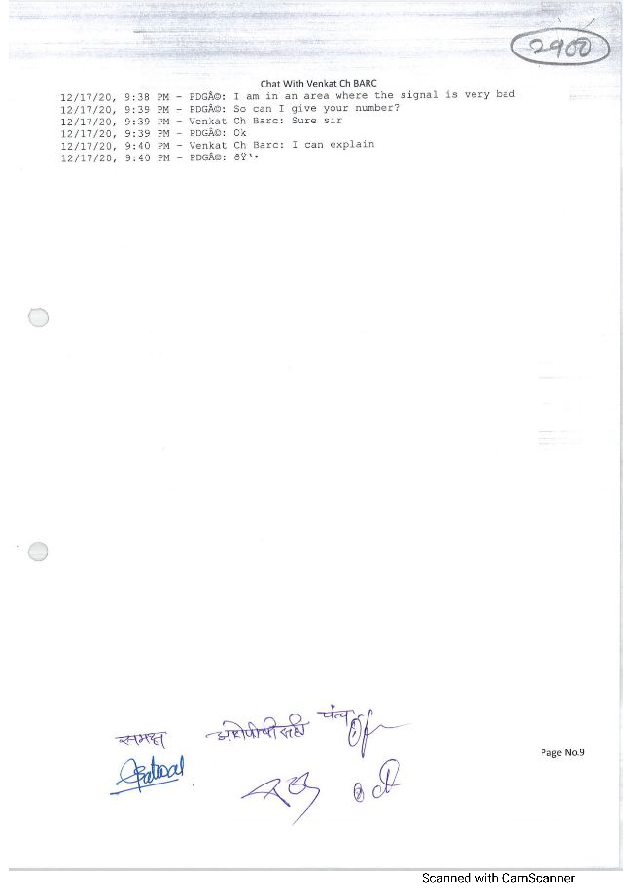 2900
Chat With Venkat Ch BARC
12/17/20, 9:38 PM - PDGÂ©: I am in an area where the signal is very bad
12/17/20, 9:39 PM - PDGÂ©: So can I give your number?
12/17/20, 9:39 PM - Venkat Ch Barc: Sure sir
12/17/20, 9:39 PM - PDGÂ©: Ok
12/17/20, 9:40 PM - Venkat Ch Barc: I can explain
12/17/20, 9:40 PM - PDGÂ©: ðŸ'
समक्ष आरोपीची सही पंच
Page No.9
Scanned with CamScanner